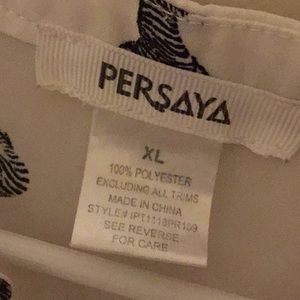 PERSAYA
XL
100% POLYESTER
EXCLUDING ALL TRIMS
MADE IN CHINA
STYLE# IPT1118PR109
SEE REVERSE
FOR CARE